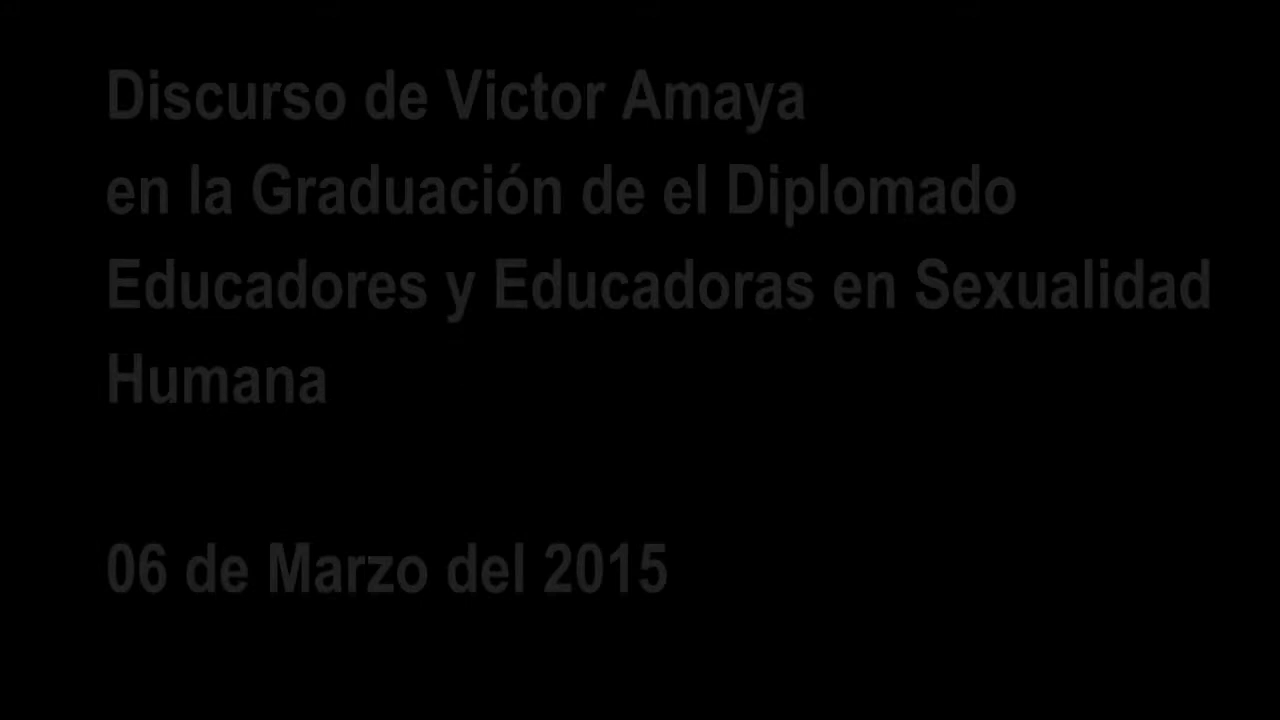 Discurso de Victor Amaya
en la Graduación de el Diplomado
Educadores y Educadoras en Sexualidad
Humana
06 de Marzo del 2015